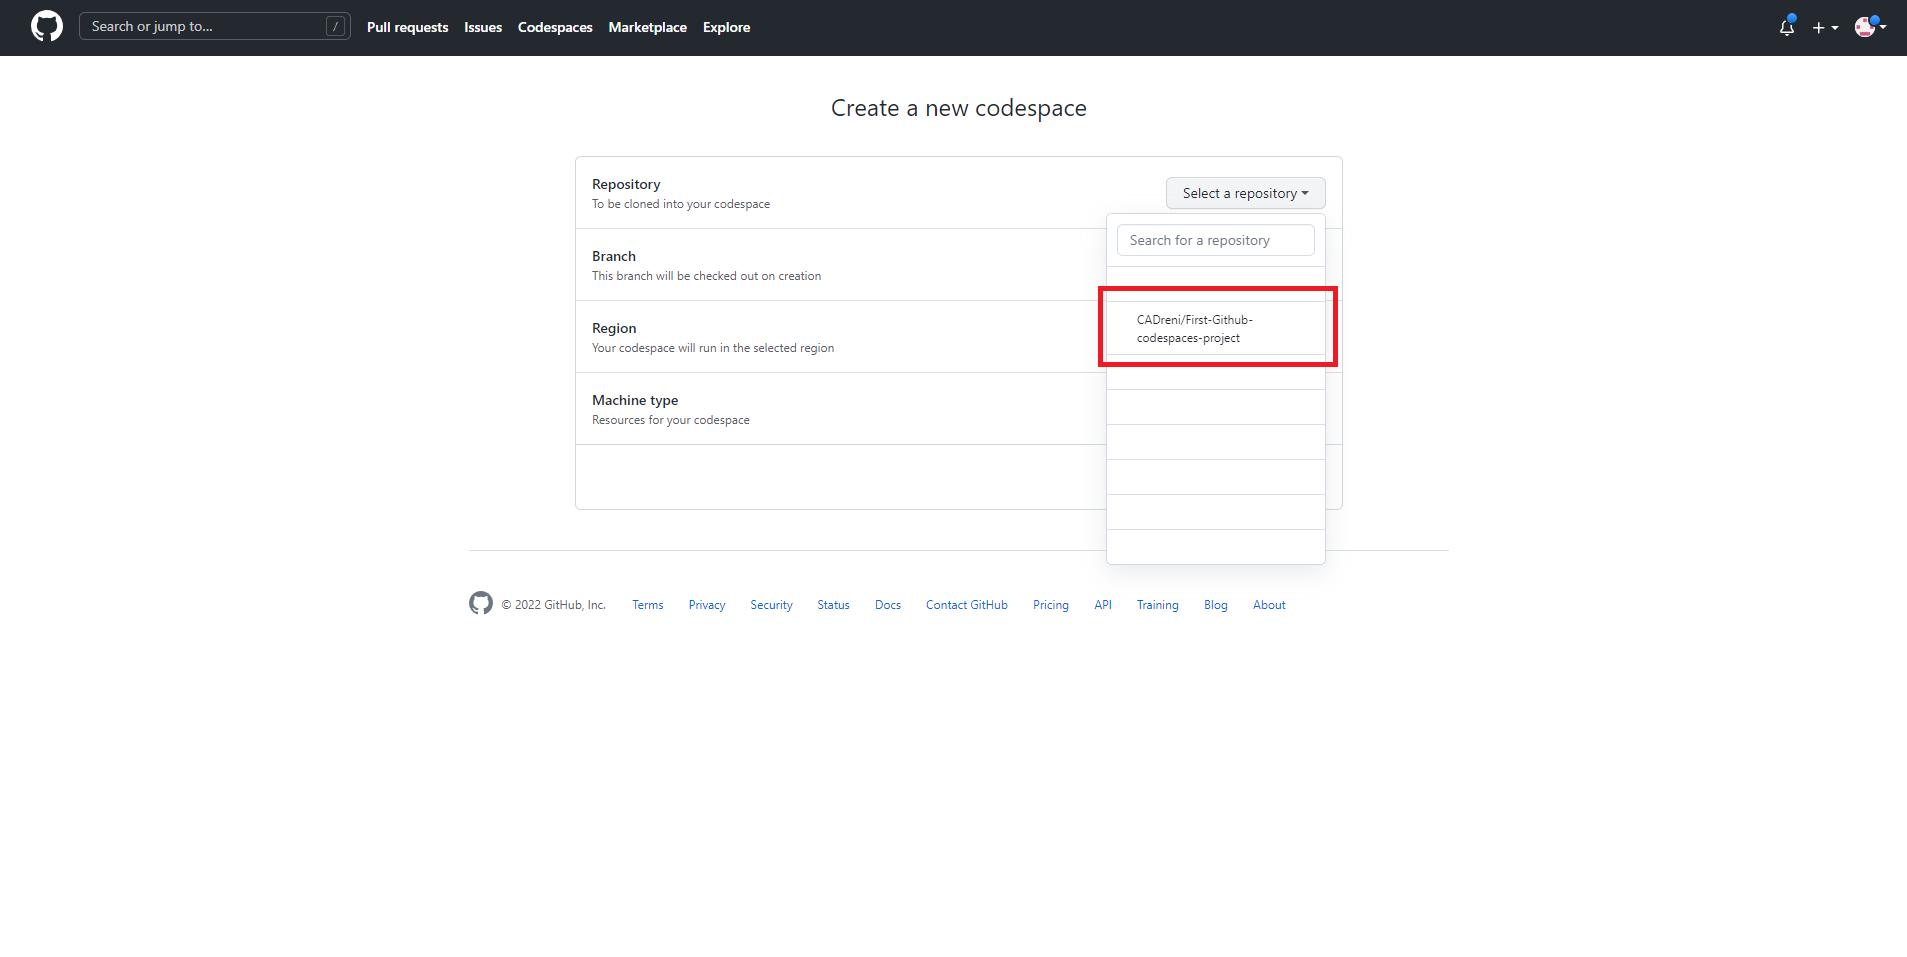 Search or jump to...
/
Pull requests
Issues
Codespaces
Marketplace
Explore
Create a new codespace
Repository
To be cloned into your codespace
Select a repository
Search for a repository
Branch
This branch will be checked out on creation
CADreni/First-Github-
codespaces-project
Region
Your codespace will run in the selected region
Machine type
Resources for your codespace
© 2022 GitHub, Inc.
Terms
Privacy
Security
Status
Docs
Contact GitHub
Pricing
API
Training
Blog
About